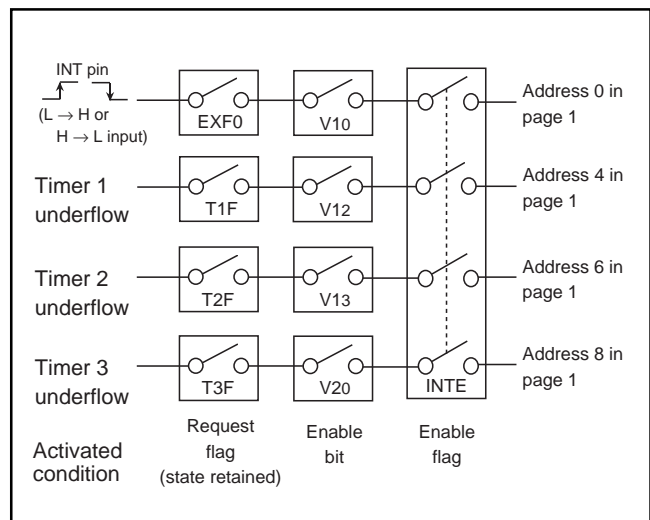 INT pin
(L → H or
H → L input)
EXF0
V10
Address 0 in
page 1
Timer 1
underflow
T1F
V12
Address 4 in
page 1
Timer 2
underflow
T2F
V13
Address 6 in
page 1
Timer 3
underflow
T3F
V20
INTE
Address 8 in
page 1
Activated
condition
Request
flag
(state retained)
Enable
bit
Enable
flag